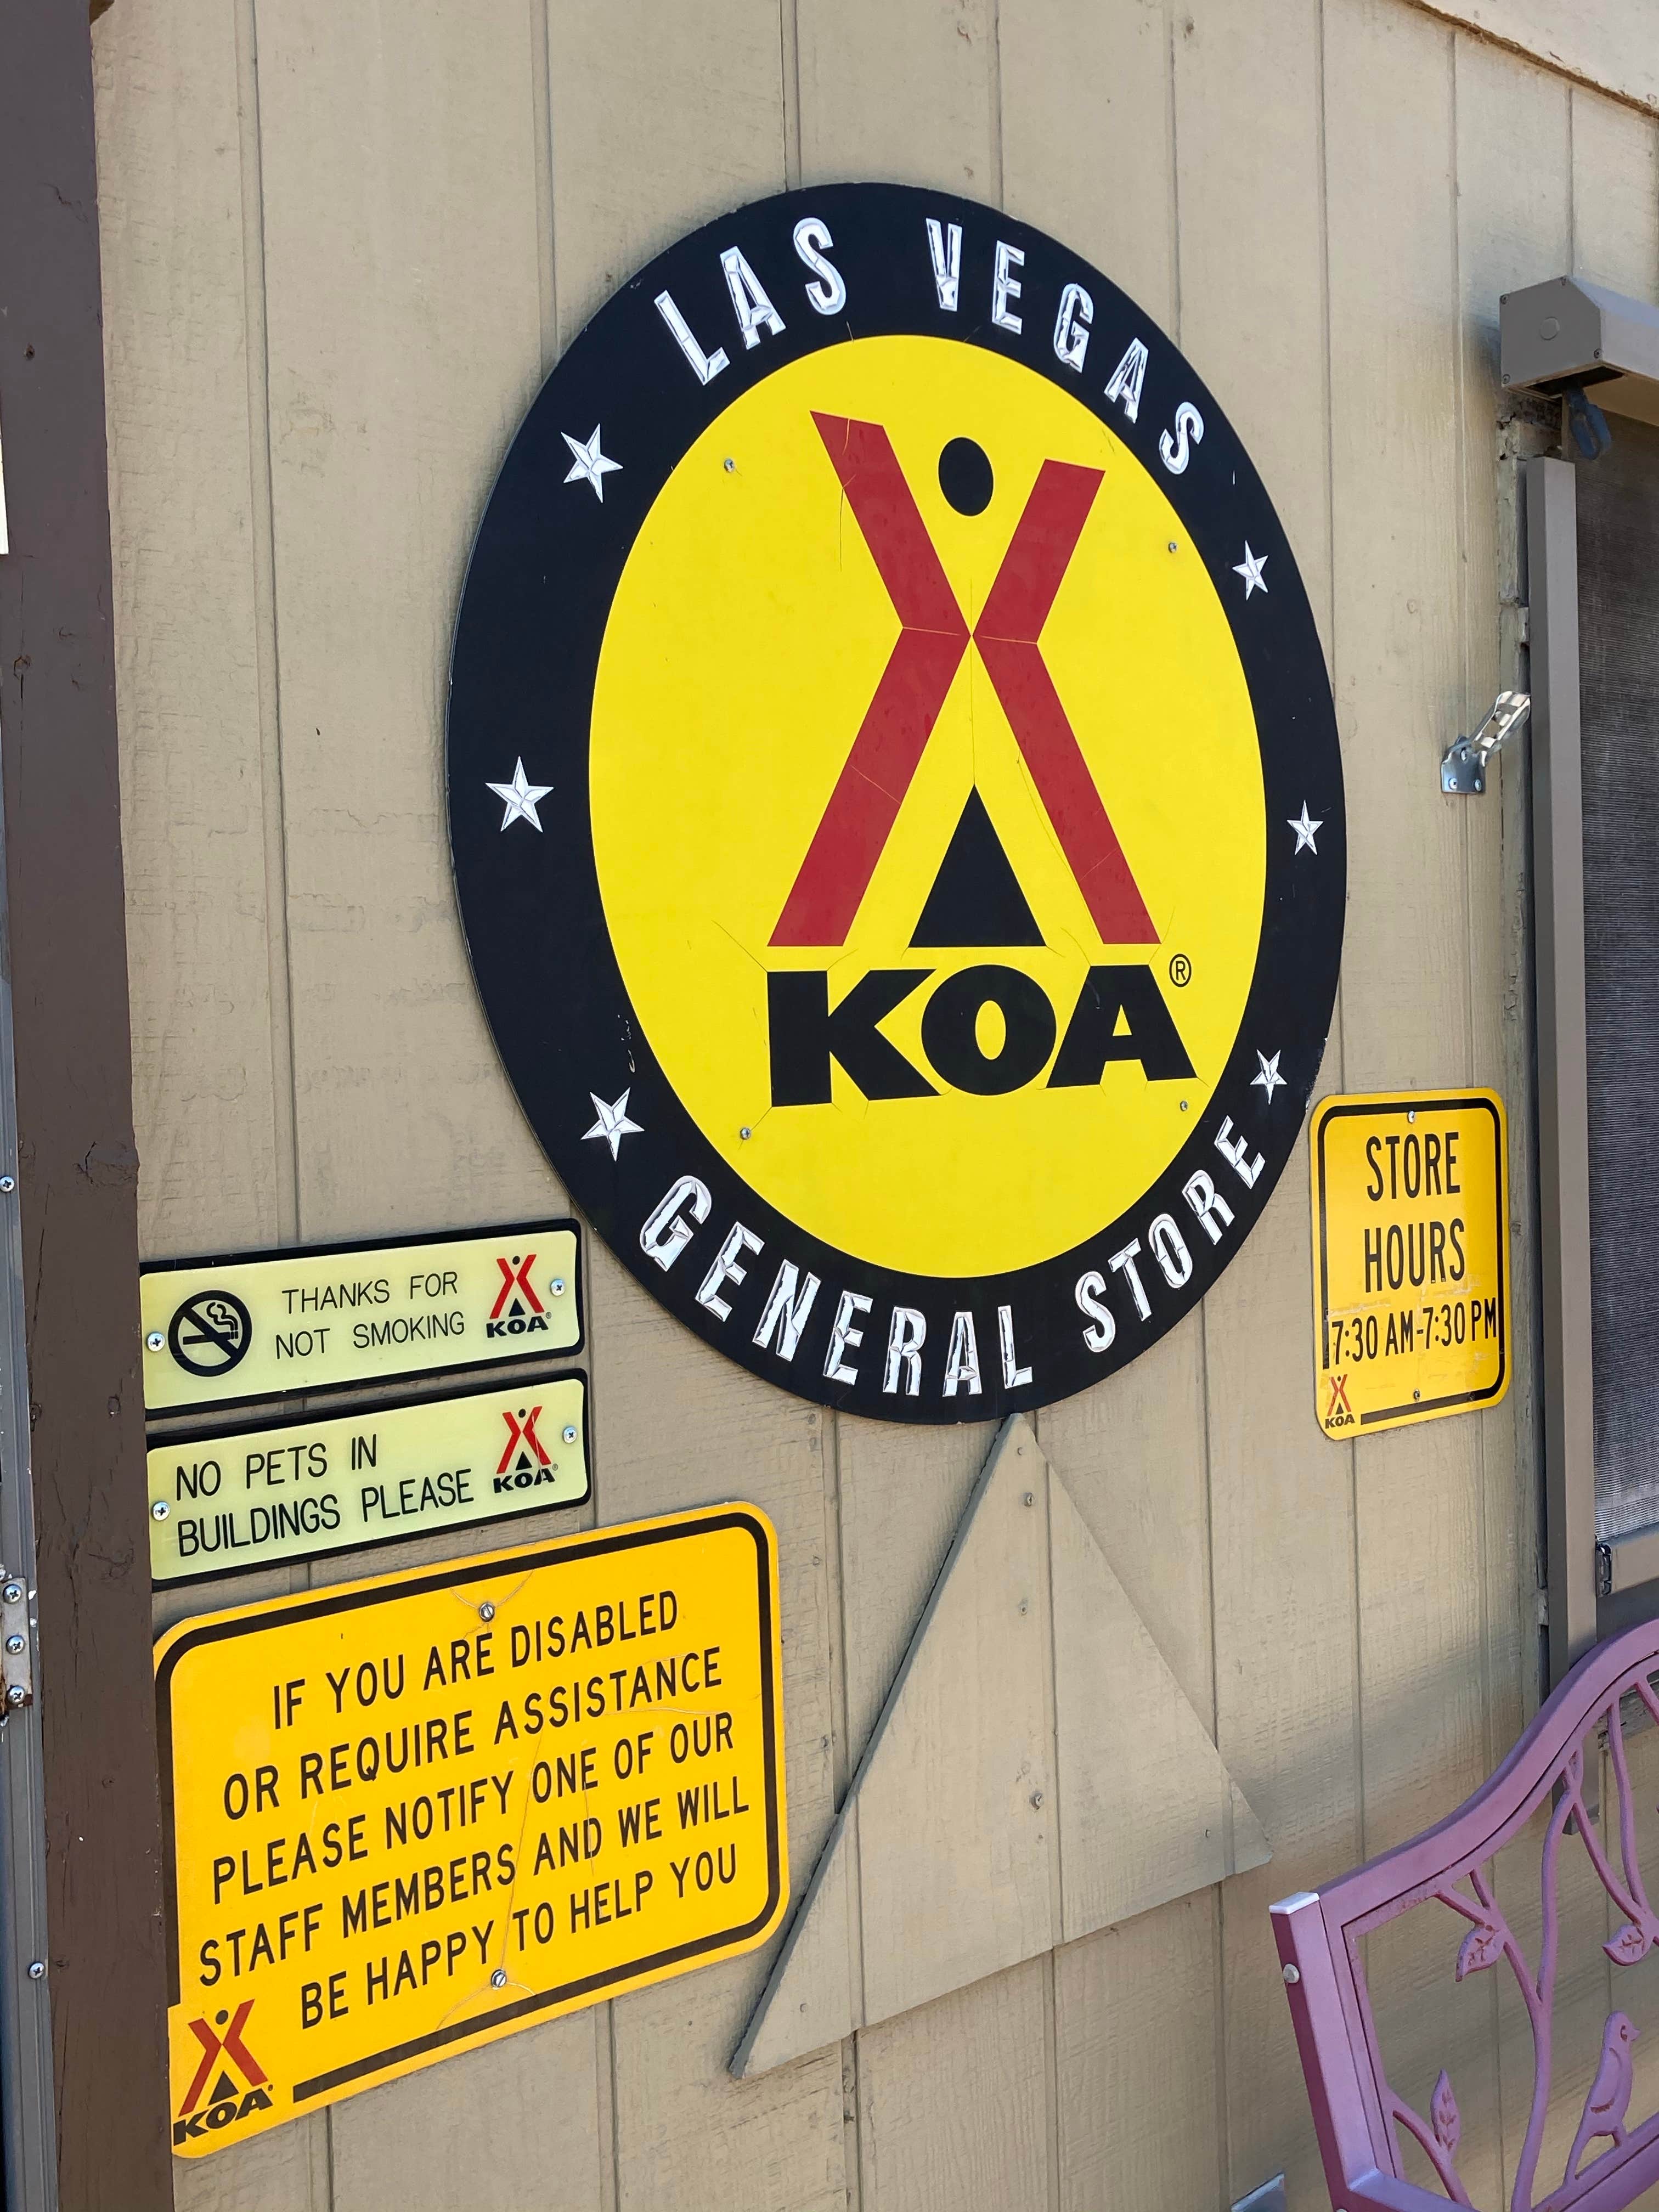 LAS VEGAS
KOA®
GENERAL STORE
STORE
HOURS
7:30 AM-7:30 PM
KOA
THANKS FOR
NOT SMOKING
KOA®
NO PETS IN
BUILDINGS PLEASE
KOA®
IF YOU ARE DISABLED
OR REQUIRE ASSISTANCE
PLEASE NOTIFY ONE OF OUR
STAFF MEMBERS AND WE WILL
BE HAPPY TO HELP YOU
KOA®